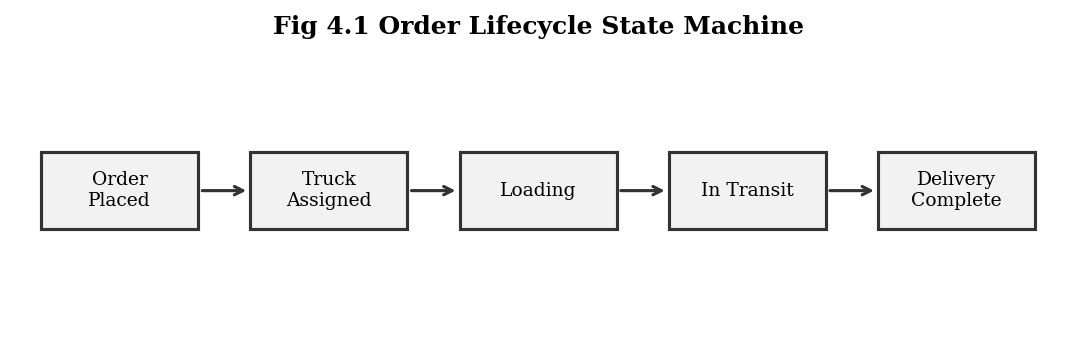 Fig 4.1 Order Lifecycle State Machine
Order
Placed
Truck
Assigned
Loading
In Transit
Delivery
Complete